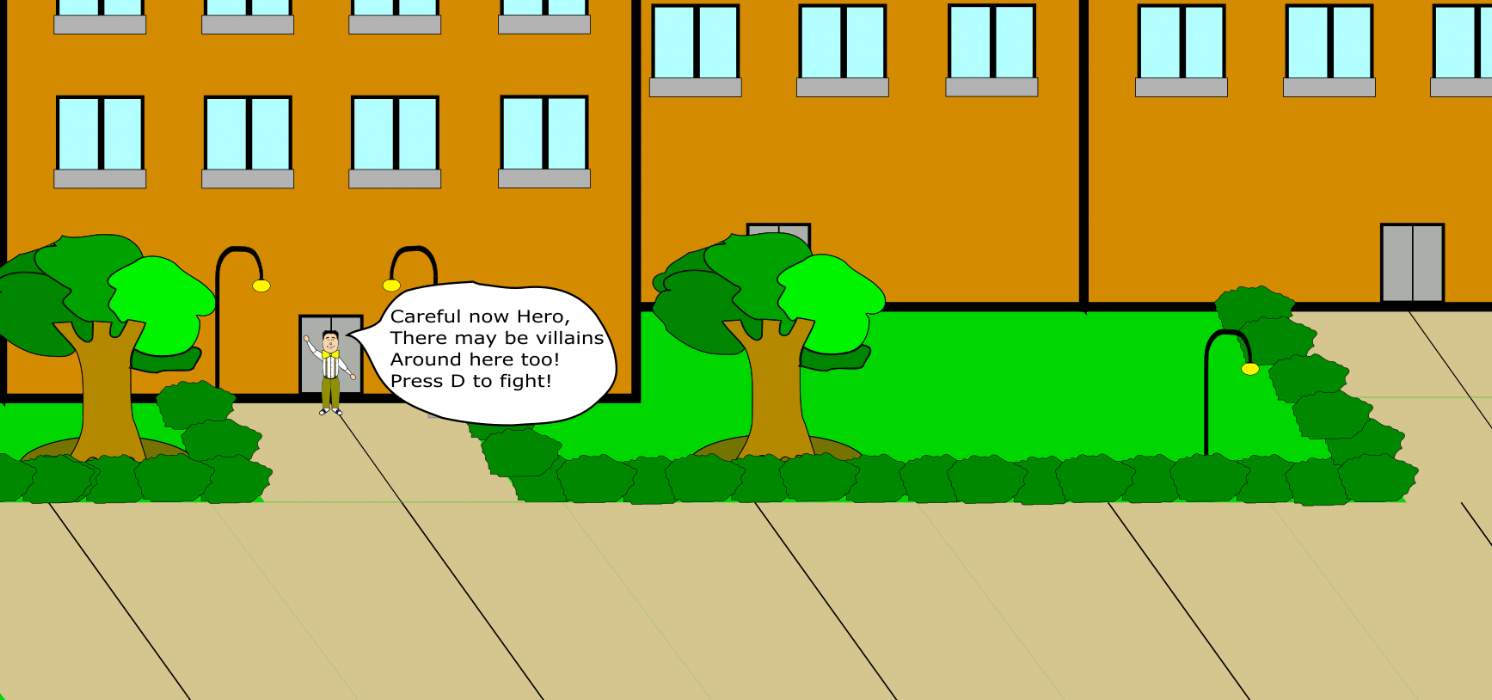 Careful now Hero,
There may be villains
Around here too!
Press D to fight!